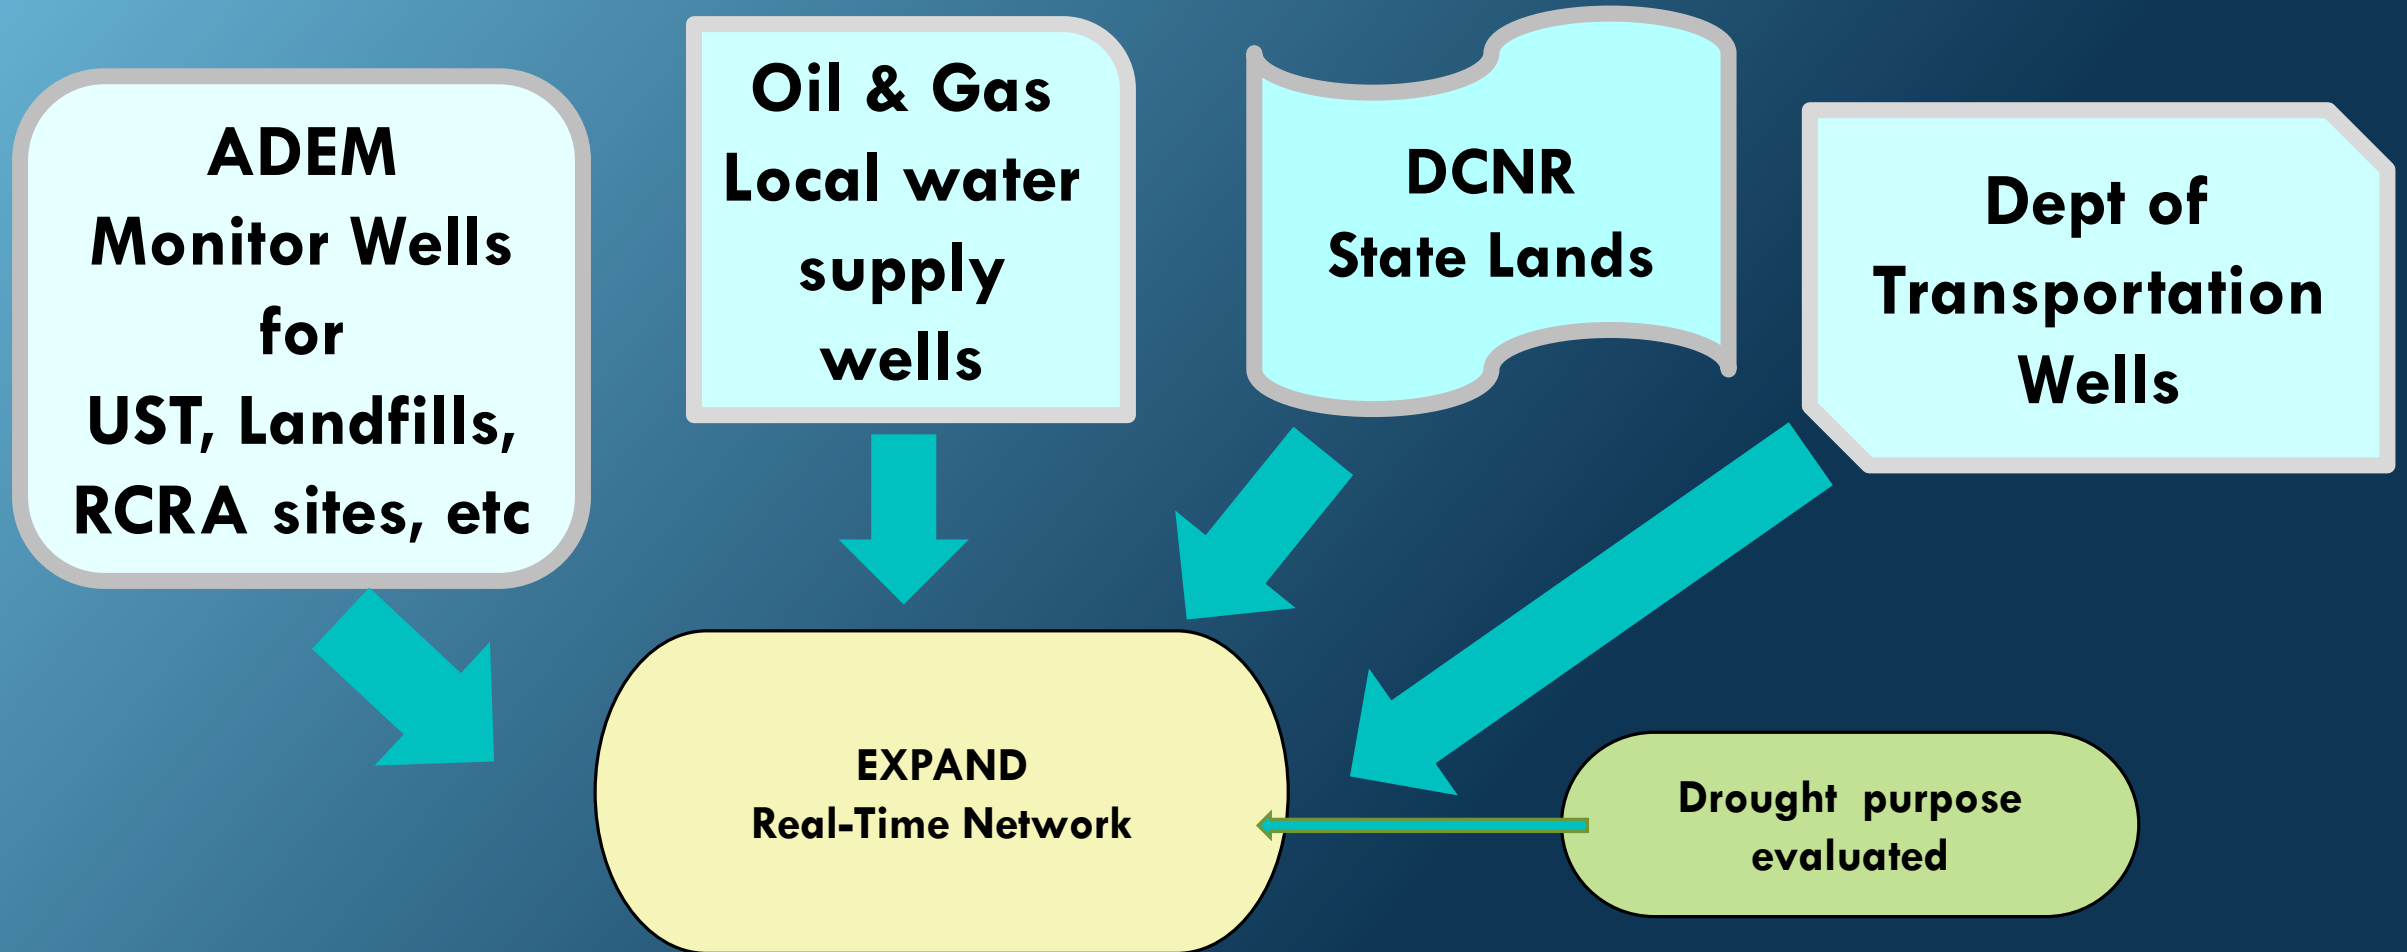 ADEM
Monitor Wells
for
UST, Landfills,
RCRA sites, etc
Oil & Gas
Local water
supply
wells
DCNR
State Lands
Dept of
Transportation
Wells
EXPAND
Real-Time Network
Drought purpose
evaluated